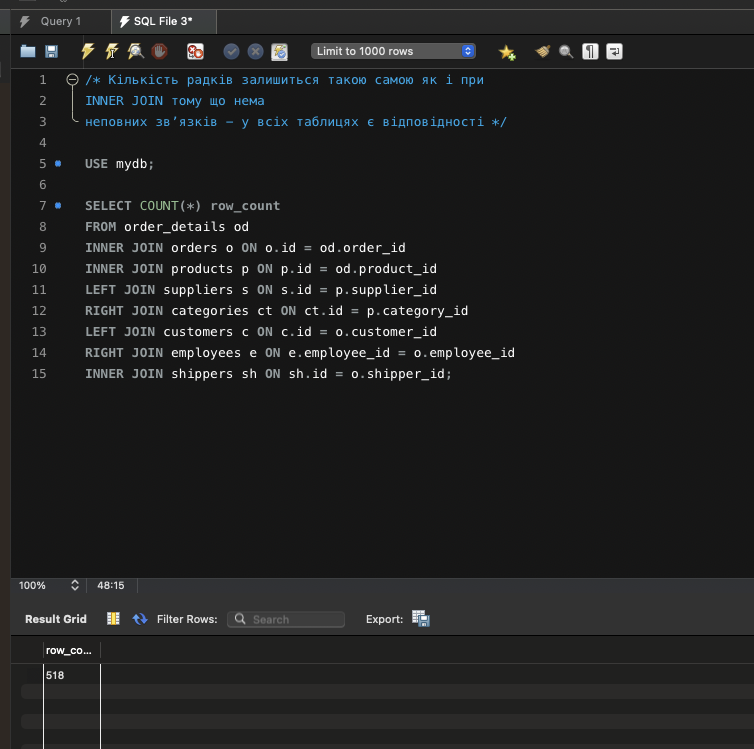 Query 1
SQL File 3*
Limit to 1000 rows
1 /* Кількість радків залишиться такою самою як і при
2 INNER JOIN тому що нема
3 неповних зв’язків – у всіх таблицях є відповідності */
4
5 USE mydb;
6
7 SELECT COUNT(*) row_count
8 FROM order_details od
9 INNER JOIN orders o ON o.id = od.order_id
10 INNER JOIN products p ON p.id = od.product_id
11 LEFT JOIN suppliers s ON s.id = p.supplier_id
12 RIGHT JOIN categories ct ON ct.id = p.category_id
13 LEFT JOIN customers c ON c.id = o.customer_id
14 RIGHT JOIN employees e ON e.employee_id = o.employee_id
15 INNER JOIN shippers sh ON sh.id = o.shipper_id;
100% 48:15
Result Grid Filter Rows: Search Export:
row_co...
518